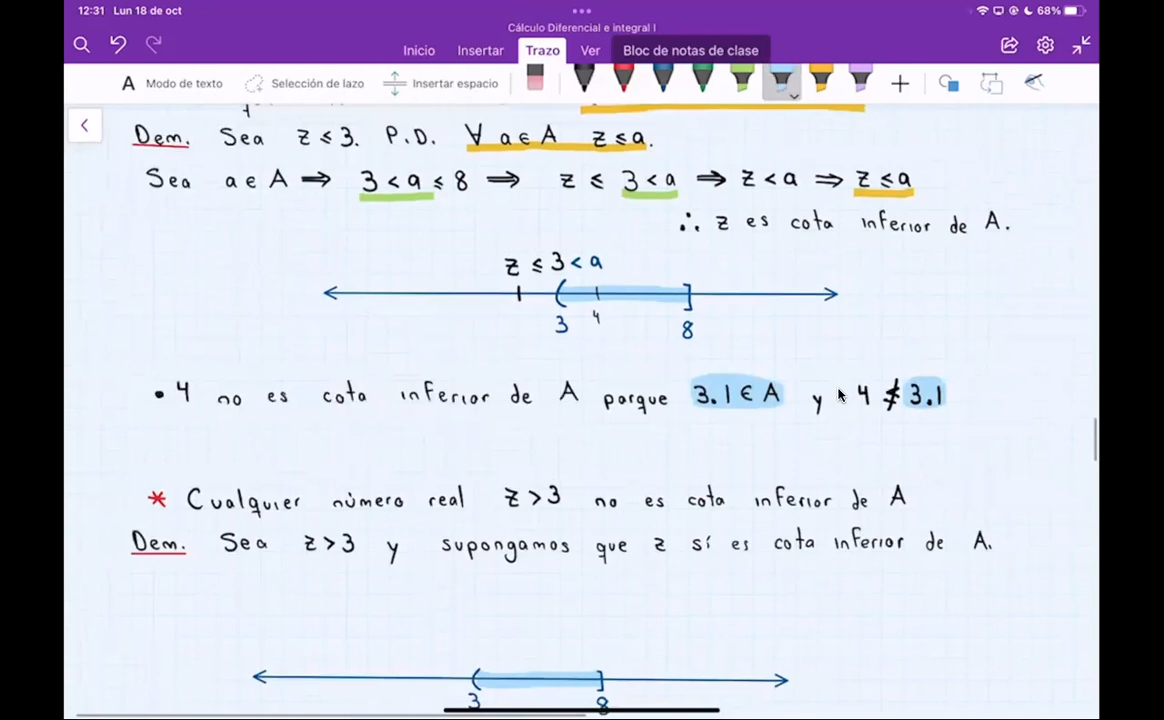 12:31 Lun 18 de oct
68%
Cálculo Diferencial e integral I
Inicio Insertar Trazo Ver Bloc de notas de clase
A Modo de texto Selección de lazo Insertar espacio
Dem. Sea z ≤ 3. P.D. ∀ a ∈ A z ≤ a.
Sea a ∈ A ⟹ 3 < a ≤ 8 ⟹ z ≤ 3 < a ⟹ z < a ⟹ z ≤ a
∴ z es cota inferior de A.
z ≤ 3 < a
3 4 8
• 4 no es cota inferior de A porque 3.1 ∈ A y 4 ≰ 3.1
* Cualquier número real z > 3 no es cota inferior de A
Dem. Sea z > 3 y supongamos que z sí es cota inferior de A.
3 8